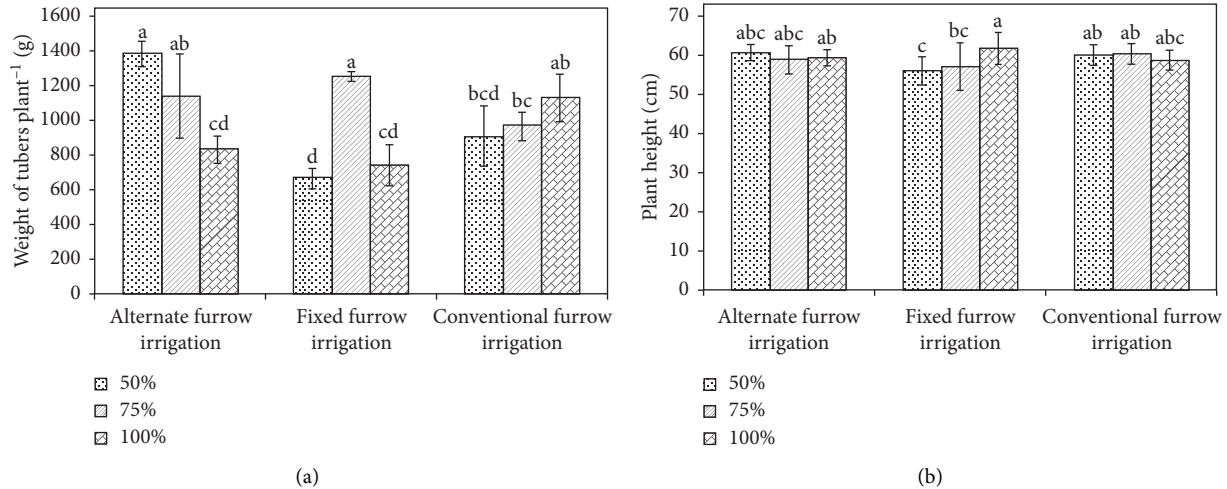 Weight of tubers plant⁻¹ (g)
1600
1400
1200
1000
800
600
400
200
0
a
ab
cd
d
a
cd
bcd
bc
ab
Alternate furrow
irrigation
Fixed furrow
irrigation
Conventional furrow
irrigation
50%
75%
100%
(a)
Plant height (cm)
70
60
50
40
30
20
10
0
abc
abc
ab
c
bc
a
ab
ab
abc
Alternate furrow
irrigation
Fixed furrow
irrigation
Conventional furrow
irrigation
50%
75%
100%
(b)